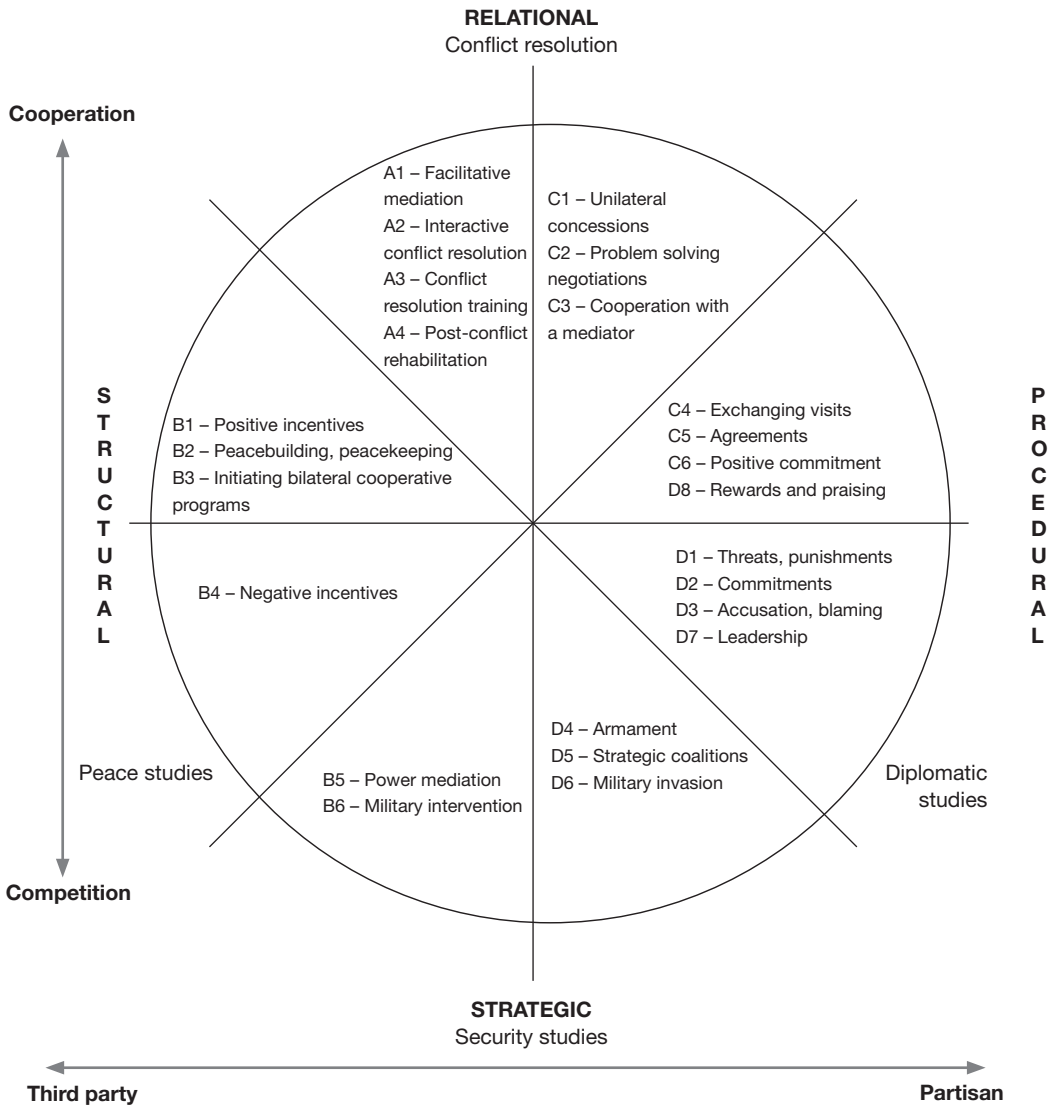 RELATIONAL
Conflict resolution
Cooperation
A1 – Facilitative
mediation
A2 – Interactive
conflict resolution
A3 – Conflict
resolution training
A4 – Post-conflict
rehabilitation
C1 – Unilateral
concessions
C2 – Problem solving
negotiations
C3 – Cooperation with
a mediator
STRUCTURAL
B1 – Positive incentives
B2 – Peacebuilding, peacekeeping
B3 – Initiating bilateral cooperative
programs
C4 – Exchanging visits
C5 – Agreements
C6 – Positive commitment
D8 – Rewards and praising
PROCEDURAL
B4 – Negative incentives
D1 – Threats, punishments
D2 – Commitments
D3 – Accusation, blaming
D7 – Leadership
Peace studies
B5 – Power mediation
B6 – Military intervention
D4 – Armament
D5 – Strategic coalitions
D6 – Military invasion
Diplomatic
studies
Competition
STRATEGIC
Security studies
Third party
Partisan